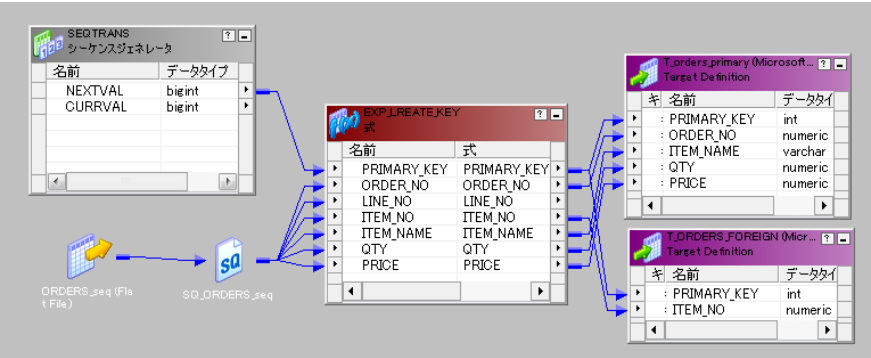 SEQTRANS
シーケンスジェネレータ
名前 データタイプ
NEXTVAL bigint
CURRVAL bigint
ORDERS_seq (Fla
t File)
SQ
SQ_ORDERS_seq
EXP_LREATE_KEY
式
名前 式
PRIMARY_KEY PRIMARY_KEY
ORDER_NO ORDER_NO
LINE_NO LINE_NO
ITEM_NO ITEM_NO
ITEM_NAME ITEM_NAME
QTY QTY
PRICE PRICE
T_orders_primary (Microsoft...
Target Definition
キ 名前 データタイ
: PRIMARY_KEY int
: ORDER_NO numeric
: ITEM_NAME varchar
: QTY numeric
: PRICE numeric
T_ORDERS_FOREIGN (Micr...
Target Definition
キ 名前 データタイ
: PRIMARY_KEY int
: ITEM_NO numeric